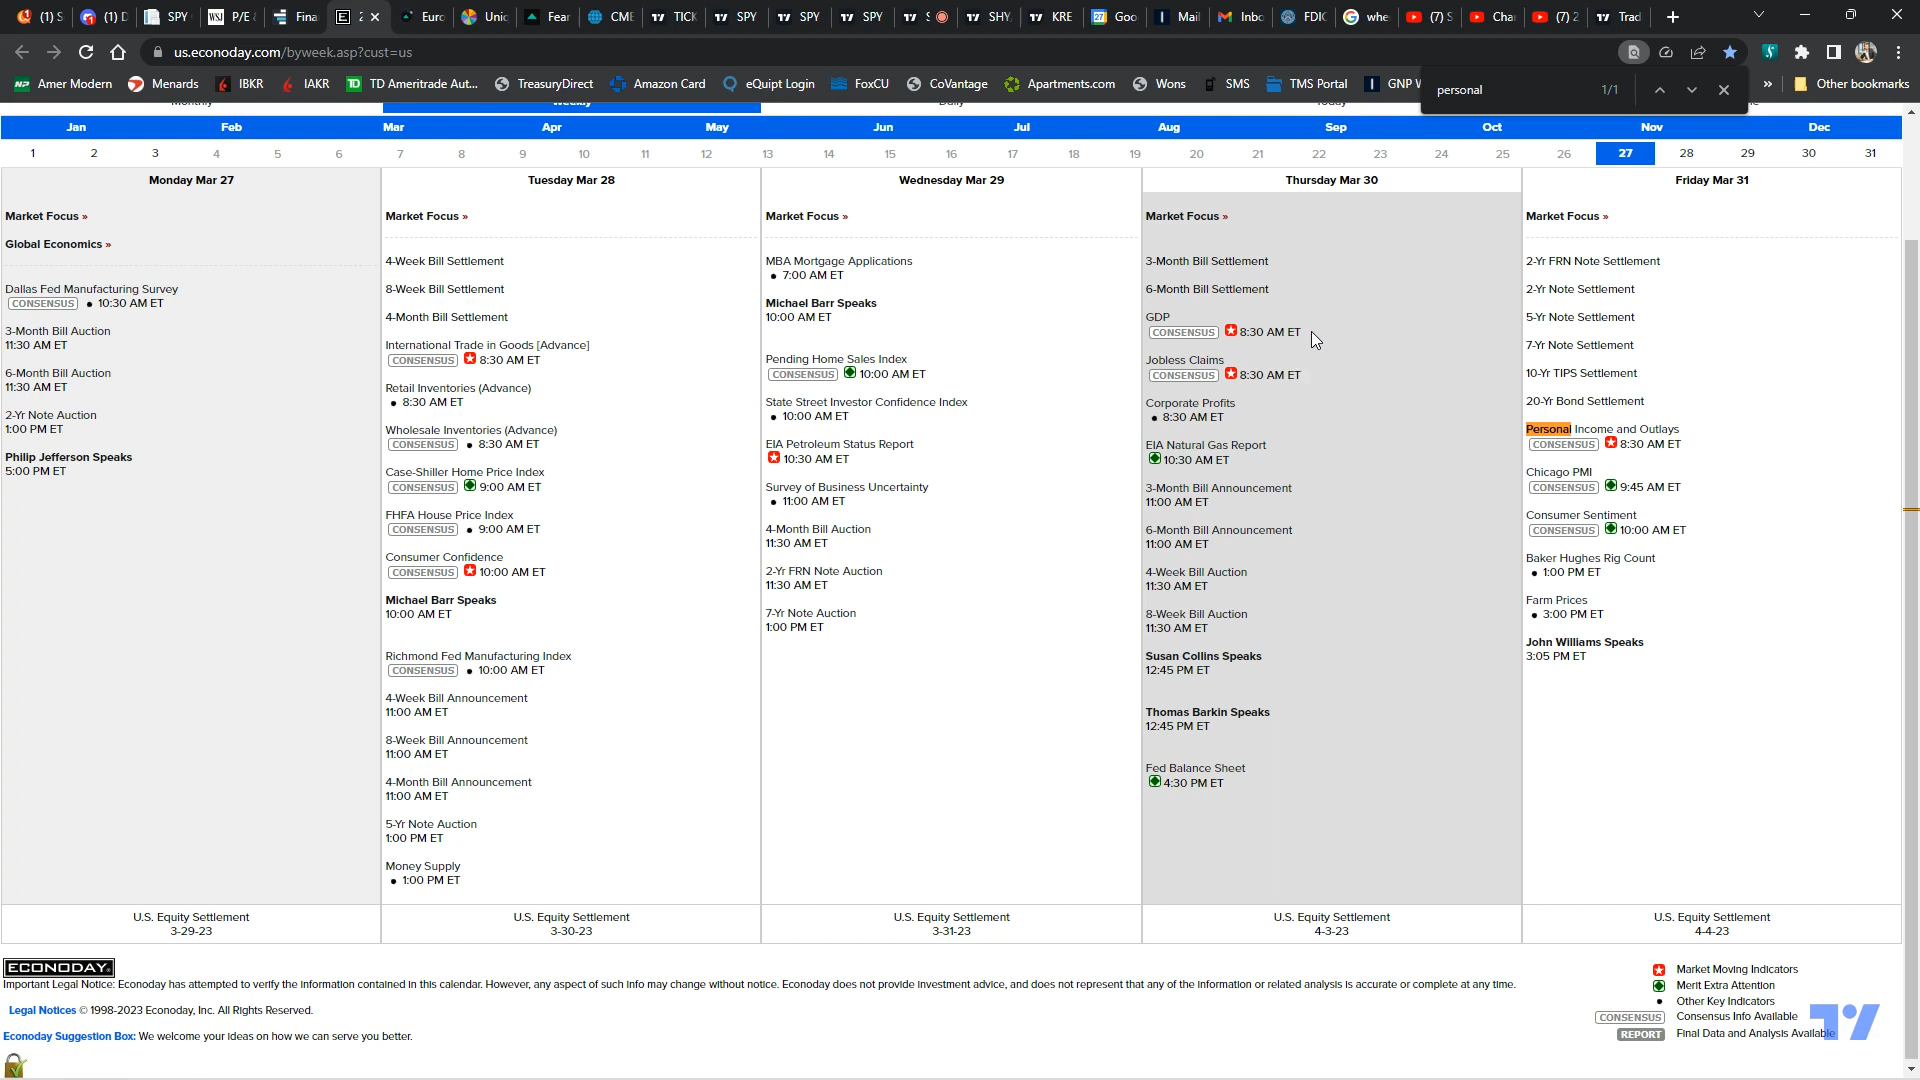 (1) S
(1) D
SPY
WSJ P/E &
Fina
Euro
Unic
Fear
CME
TICK
SPY
SPY
SPY
SHY,
KRE
27 Goo
Mail
Inbo
FDIC
whe
(7) S
Char
(7) 2
Trad
us.econoday.com/byweek.asp?cust=us
Amer Modern
Menards
IBKR
IAKR
TD Ameritrade Aut...
TreasuryDirect
Amazon Card
eQuipt Login
FoxCU
CoVantage
Apartments.com
Wons
SMS
TMS Portal
GNP W
»
Other bookmarks
personal 1/1
Monthly Weekly Daily Today
Jan Feb Mar Apr May Jun Jul Aug Sep Oct Nov Dec
1 2 3 4 5 6 7 8 9 10 11 12 13 14 15 16 17 18 19 20 21 22 23 24 25 26 27 28 29 30 31
Monday Mar 27
Market Focus »
Global Economics »
Dallas Fed Manufacturing Survey
CONSENSUS • 10:30 AM ET
3-Month Bill Auction
11:30 AM ET
6-Month Bill Auction
11:30 AM ET
2-Yr Note Auction
1:00 PM ET
Philip Jefferson Speaks
5:00 PM ET
U.S. Equity Settlement
3-29-23
Tuesday Mar 28
Market Focus »
4-Week Bill Settlement
8-Week Bill Settlement
4-Month Bill Settlement
International Trade in Goods [Advance]
CONSENSUS 8:30 AM ET
Retail Inventories (Advance)
• 8:30 AM ET
Wholesale Inventories (Advance)
CONSENSUS • 8:30 AM ET
Case-Shiller Home Price Index
CONSENSUS 9:00 AM ET
FHFA House Price Index
CONSENSUS • 9:00 AM ET
Consumer Confidence
CONSENSUS 10:00 AM ET
Michael Barr Speaks
10:00 AM ET
Richmond Fed Manufacturing Index
CONSENSUS • 10:00 AM ET
4-Week Bill Announcement
11:00 AM ET
8-Week Bill Announcement
11:00 AM ET
4-Month Bill Announcement
11:00 AM ET
5-Yr Note Auction
1:00 PM ET
Money Supply
• 1:00 PM ET
U.S. Equity Settlement
3-30-23
Wednesday Mar 29
Market Focus »
MBA Mortgage Applications
• 7:00 AM ET
Michael Barr Speaks
10:00 AM ET
Pending Home Sales Index
CONSENSUS 10:00 AM ET
State Street Investor Confidence Index
• 10:00 AM ET
EIA Petroleum Status Report
10:30 AM ET
Survey of Business Uncertainty
• 11:00 AM ET
4-Month Bill Auction
11:30 AM ET
2-Yr FRN Note Auction
11:30 AM ET
7-Yr Note Auction
1:00 PM ET
U.S. Equity Settlement
3-31-23
Thursday Mar 30
Market Focus »
3-Month Bill Settlement
6-Month Bill Settlement
GDP
CONSENSUS 8:30 AM ET
Jobless Claims
CONSENSUS 8:30 AM ET
Corporate Profits
• 8:30 AM ET
EIA Natural Gas Report
10:30 AM ET
3-Month Bill Announcement
11:00 AM ET
6-Month Bill Announcement
11:00 AM ET
4-Week Bill Auction
11:30 AM ET
8-Week Bill Auction
11:30 AM ET
Susan Collins Speaks
12:45 PM ET
Thomas Barkin Speaks
12:45 PM ET
Fed Balance Sheet
4:30 PM ET
U.S. Equity Settlement
4-3-23
Friday Mar 31
Market Focus »
2-Yr FRN Note Settlement
2-Yr Note Settlement
5-Yr Note Settlement
7-Yr Note Settlement
10-Yr TIPS Settlement
20-Yr Bond Settlement
Personal Income and Outlays
CONSENSUS 8:30 AM ET
Chicago PMI
CONSENSUS 9:45 AM ET
Consumer Sentiment
CONSENSUS 10:00 AM ET
Baker Hughes Rig Count
• 1:00 PM ET
Farm Prices
• 3:00 PM ET
John Williams Speaks
3:05 PM ET
U.S. Equity Settlement
4-4-23
ECONODAY
Important Legal Notice: Econoday has attempted to verify the information contained in this calendar. However, any aspect of such info may change without notice. Econoday does not provide investment advice, and does not represent that any of the information or related analysis is accurate or complete at any time.
Legal Notices © 1998-2023 Econoday, Inc. All Rights Reserved.
Econoday Suggestion Box: We welcome your ideas on how we can serve you better.
Market Moving Indicators
Merit Extra Attention
• Other Key Indicators
CONSENSUS Consensus Info Available
REPORT Final Data and Analysis Available